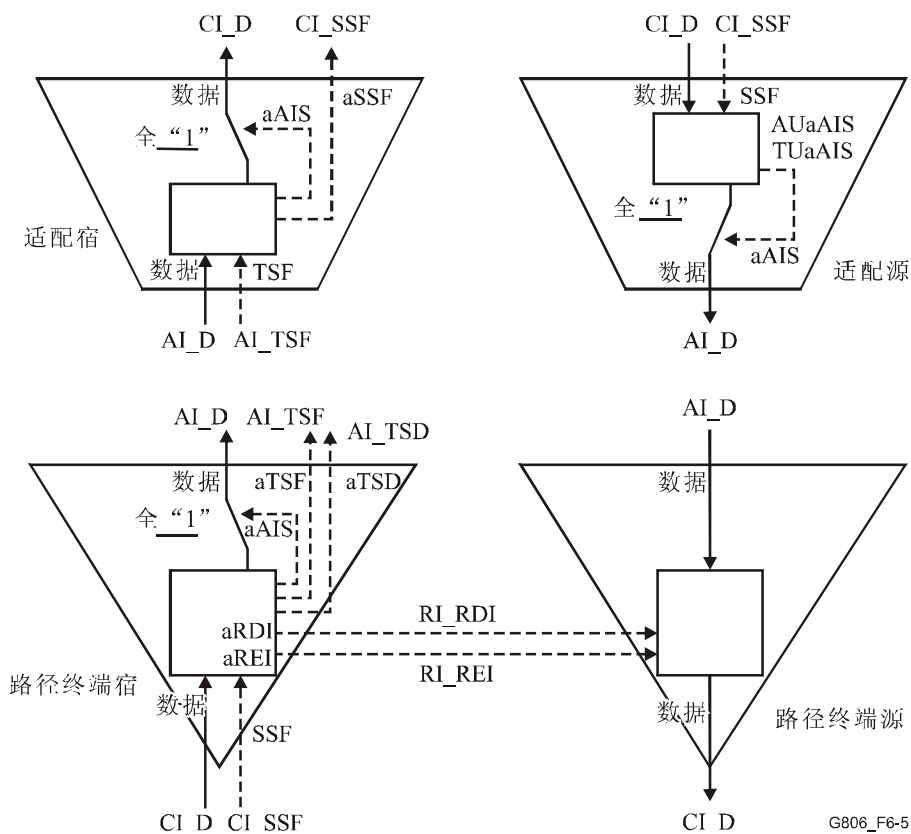 CI_D CI_SSF
数据 aSSF
aAIS
全“1”
适配宿
数据 TSF
AI_D AI_TSF
CI_D CI_SSF
数据 SSF
AUaAIS
TUaAIS
全“1”
aAIS
数据
适配源
AI_D
AI_D AI_TSF AI_TSD
数据 aTSF aTSD
全“1” aAIS
aRDI
aREI
路径终端宿
数据
SSF
CI_D CI_SSF
RI_RDI
RI_REI
AI_D
数据
数据
路径终端源
CI_D
G806_F6-5